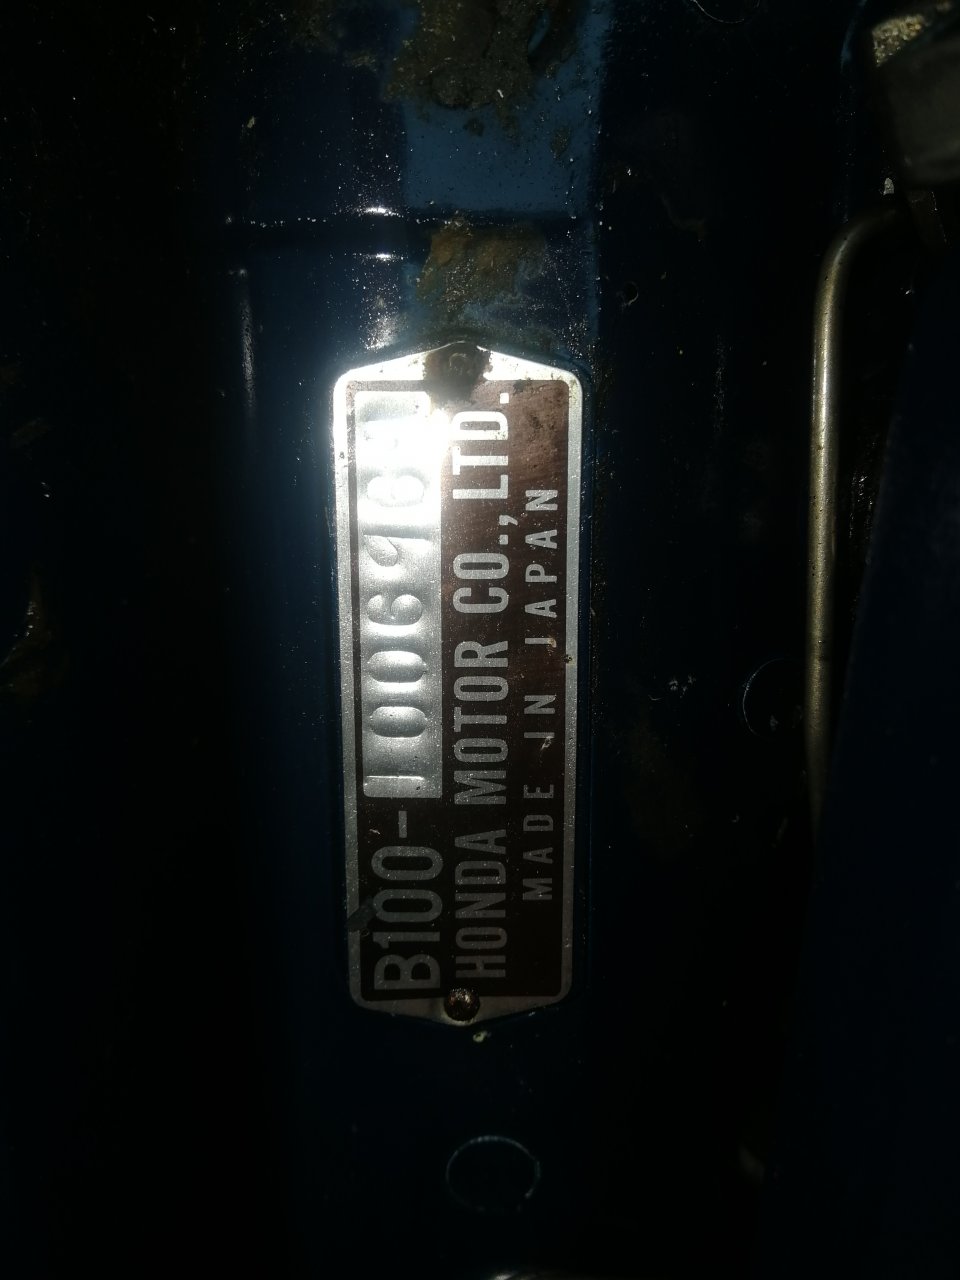 B100-
HONDA MOTOR CO., LTD.
MADE IN JAPAN